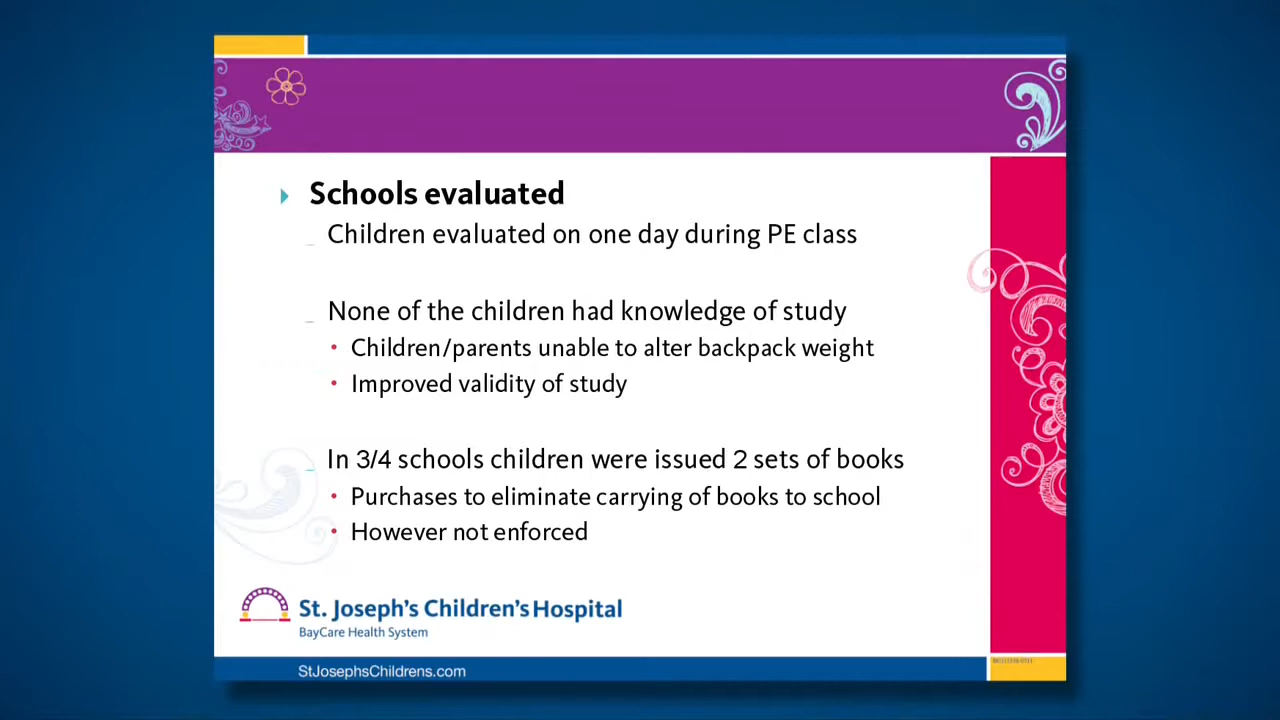 Schools evaluated
Children evaluated on one day during PE class
None of the children had knowledge of study
Children/parents unable to alter backpack weight
Improved validity of study
In 3/4 schools children were issued 2 sets of books
Purchases to eliminate carrying of books to school
However not enforced
St. Joseph's Children's Hospital
BayCare Health System
StJosephsChildrens.com